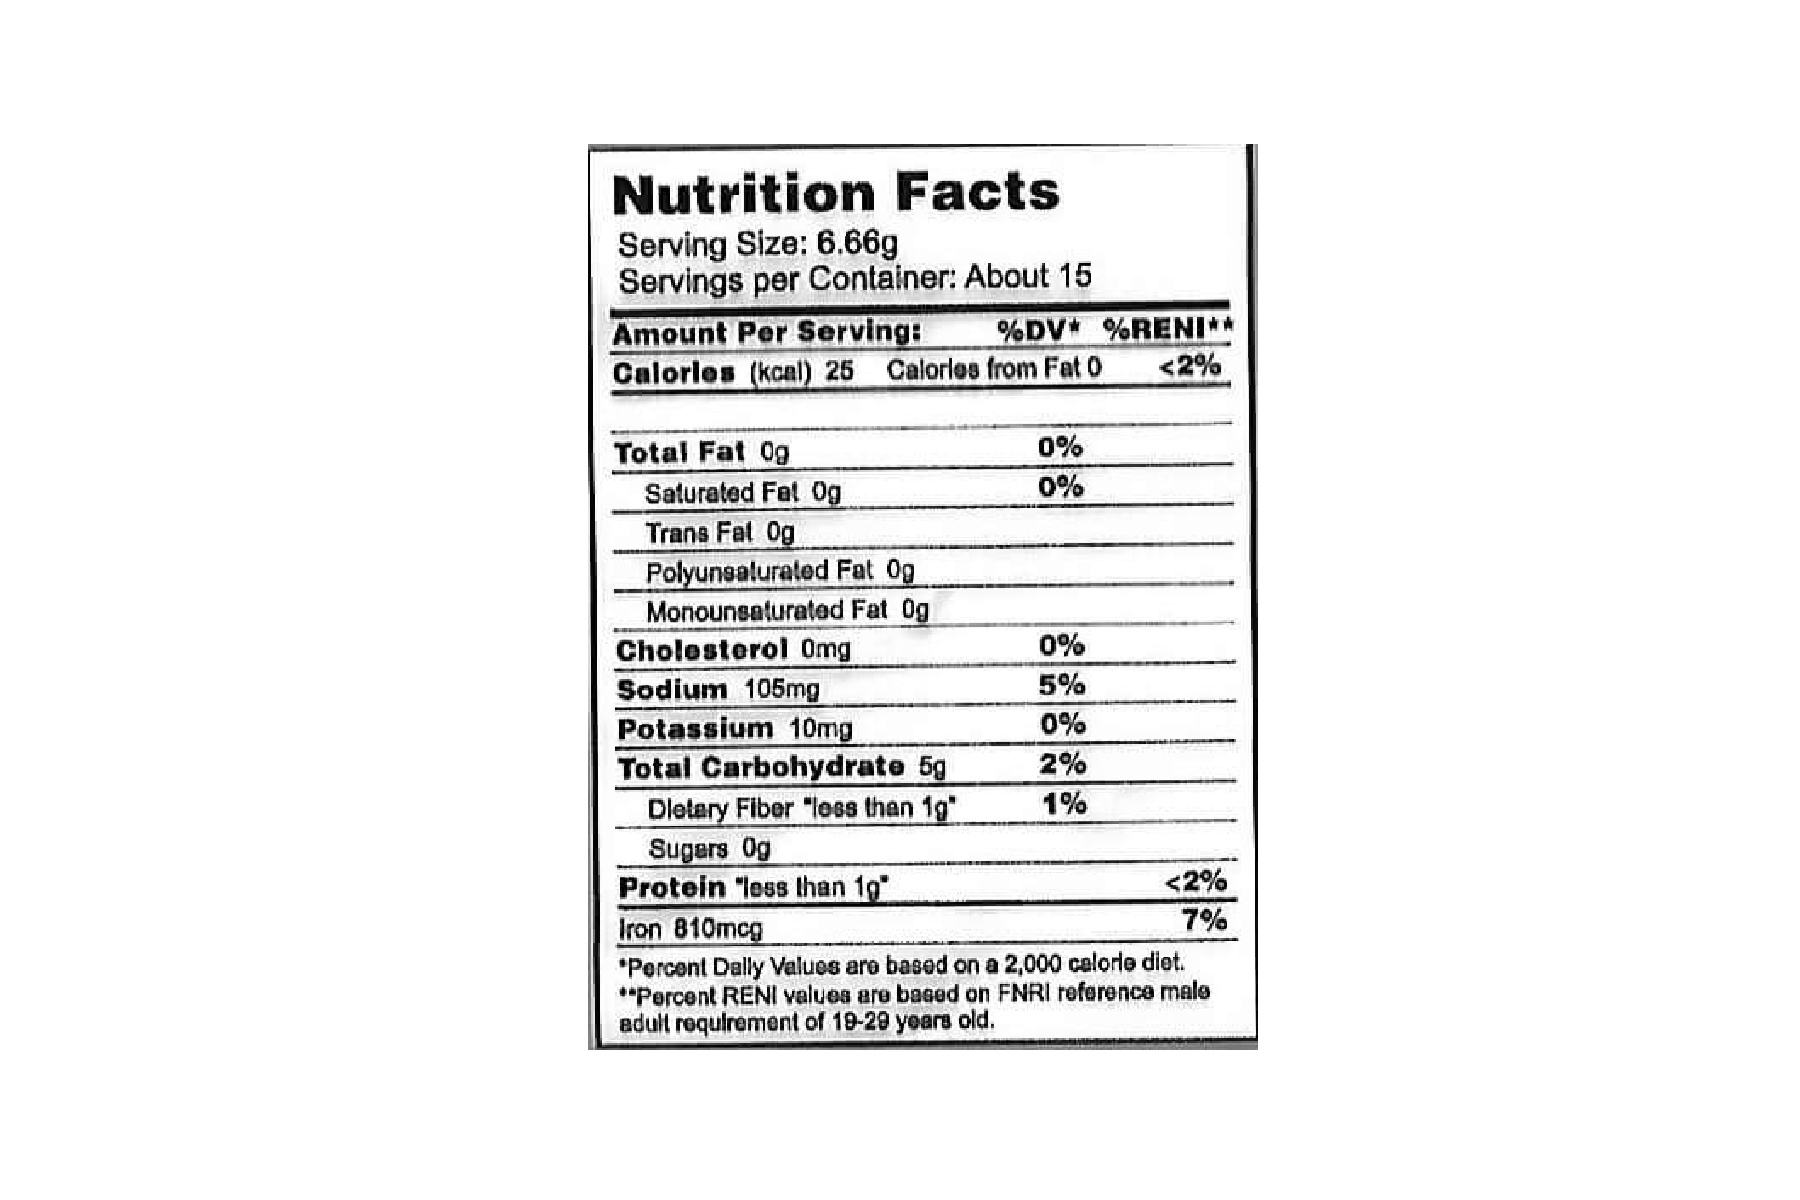 Nutrition Facts
Serving Size: 6.66g
Servings per Container: About 15
Amount Per Serving: %DV* %RENI**
Calories (kcal) 25 Calories from Fat 0 <2%
Total Fat 0g 0%
Saturated Fat 0g 0%
Trans Fat 0g
Polyunsaturated Fat 0g
Monounsaturated Fat 0g
Cholesterol 0mg 0%
Sodium 105mg 5%
Potassium 10mg 0%
Total Carbohydrate 5g 2%
Dietary Fiber "less than 1g" 1%
Sugars 0g
Protein "less than 1g" <2%
Iron 810mcg 7%
*Percent Daily Values are based on a 2,000 calorie diet.
**Percent RENI values are based on FNRI reference male
adult requirement of 19-29 years old.